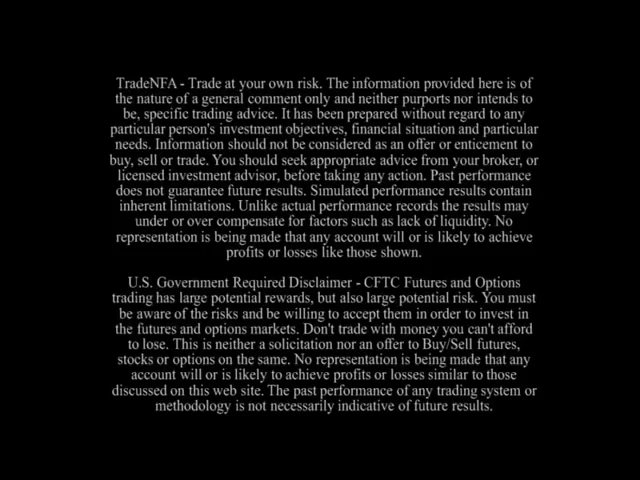 TradeNFA - Trade at your own risk. The information provided here is of
the nature of a general comment only and neither purports nor intends to
be, specific trading advice. It has been prepared without regard to any
particular person's investment objectives, financial situation and particular
needs. Information should not be considered as an offer or enticement to
buy, sell or trade. You should seek appropriate advice from your broker, or
licensed investment advisor, before taking any action. Past performance
does not guarantee future results. Simulated performance results contain
inherent limitations. Unlike actual performance records the results may
under or over compensate for factors such as lack of liquidity. No
representation is being made that any account will or is likely to achieve
profits or losses like those shown.
U.S. Government Required Disclaimer - CFTC Futures and Options
trading has large potential rewards, but also large potential risk. You must
be aware of the risks and be willing to accept them in order to invest in
the futures and options markets. Don't trade with money you can't afford
to lose. This is neither a solicitation nor an offer to Buy/Sell futures,
stocks or options on the same. No representation is being made that any
account will or is likely to achieve profits or losses similar to those
discussed on this web site. The past performance of any trading system or
methodology is not necessarily indicative of future results.